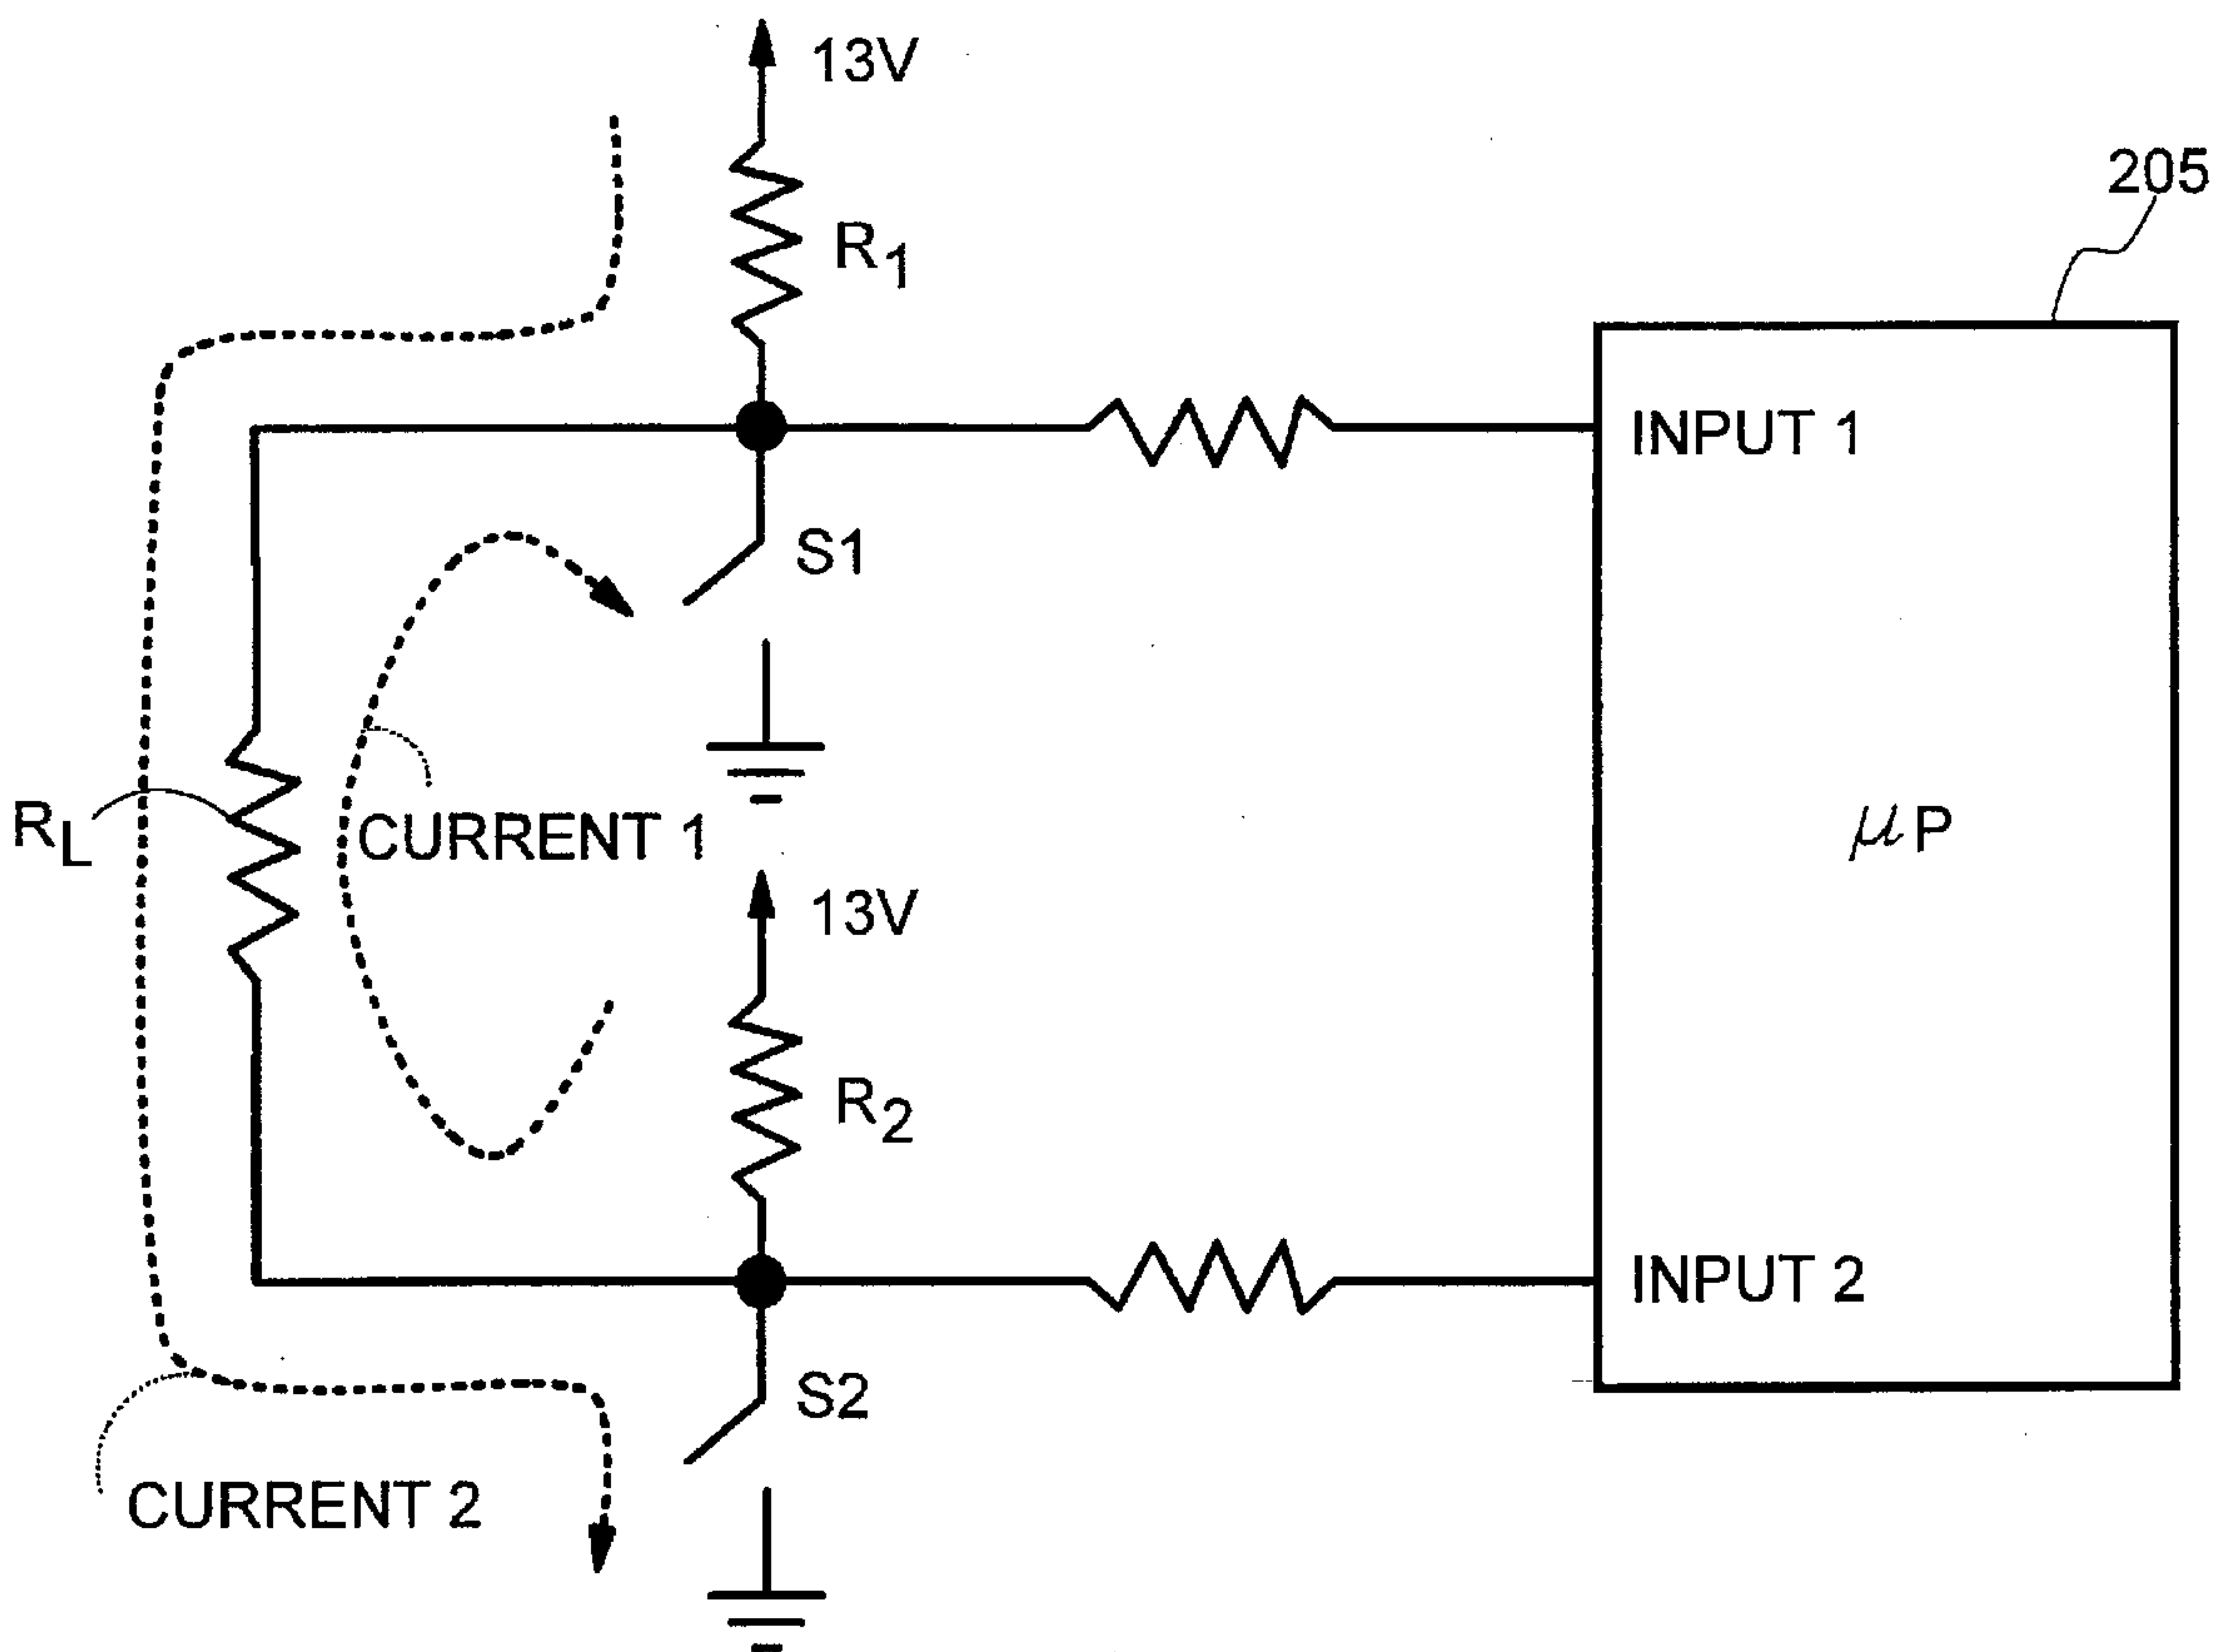 13V
205
R1
INPUT 1
S1
RL
CURRENT 1
μP
13V
R2
INPUT 2
S2
CURRENT 2